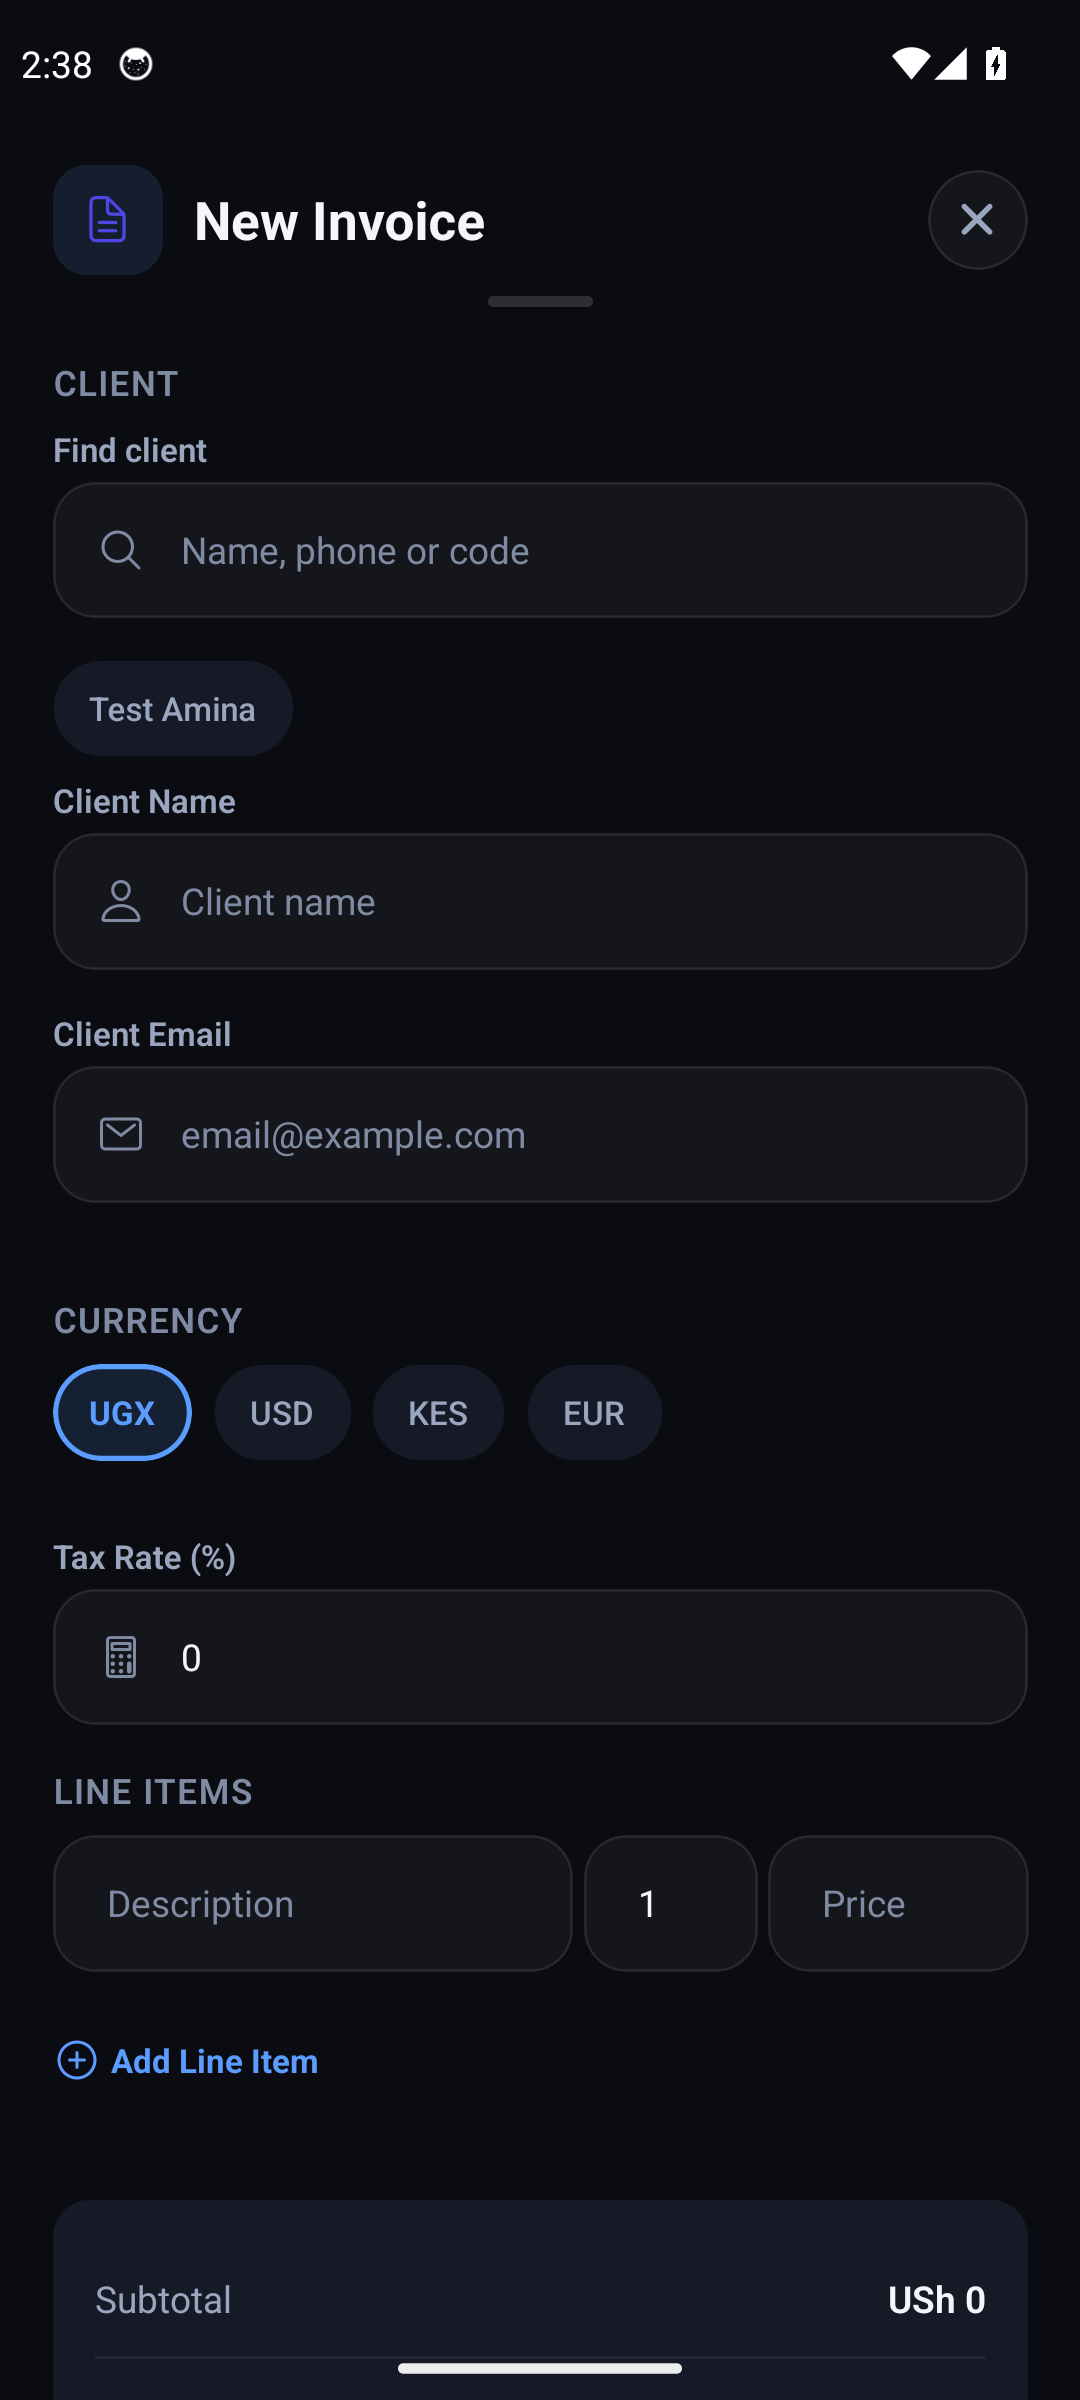 2:38
New Invoice
CLIENT
Find client
Name, phone or code
Test Amina
Client Name
Client name
Client Email
email@example.com
CURRENCY
UGX USD KES EUR
Tax Rate (%)
0
LINE ITEMS
Description 1 Price
Add Line Item
Subtotal USh 0